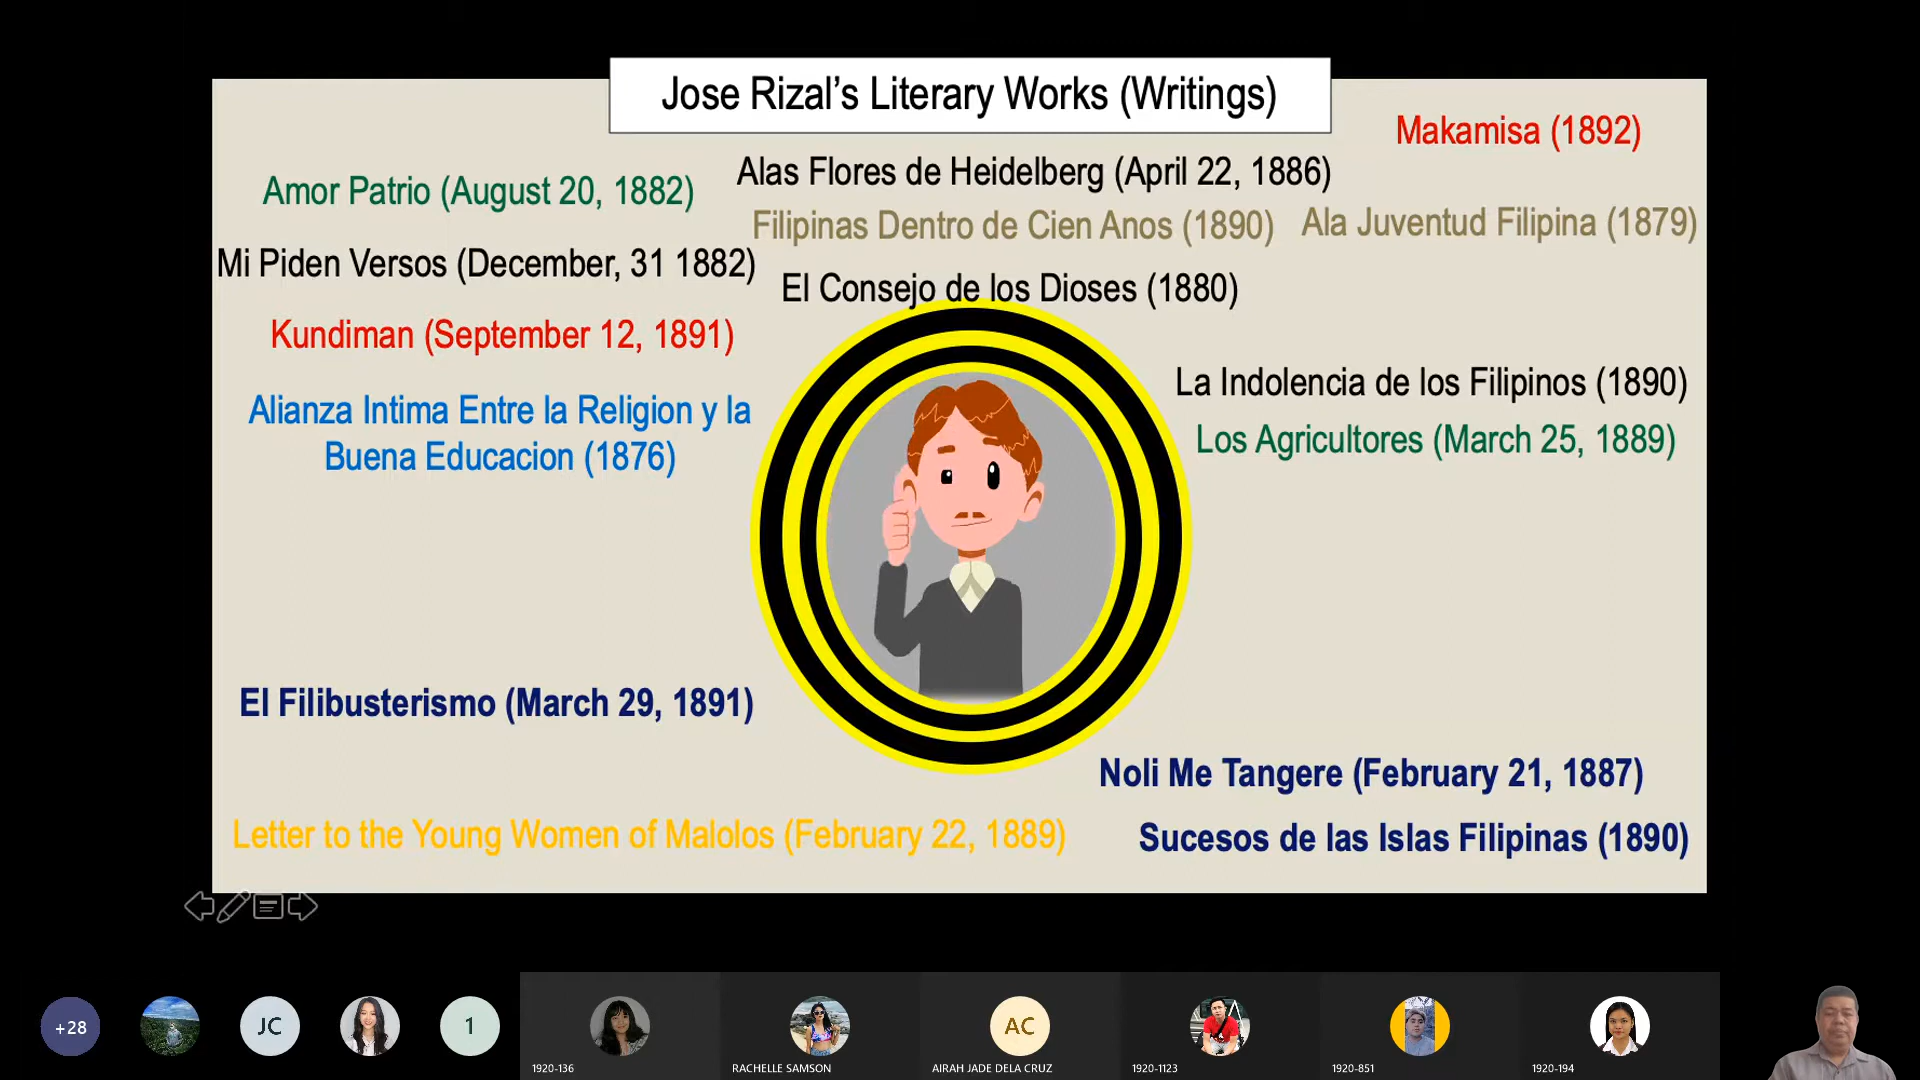 Jose Rizal’s Literary Works (Writings)
Makamisa (1892)
Alas Flores de Heidelberg (April 22, 1886)
Amor Patrio (August 20, 1882)
Filipinas Dentro de Cien Anos (1890)
Ala Juventud Filipina (1879)
Mi Piden Versos (December, 31 1882)
El Consejo de los Dioses (1880)
Kundiman (September 12, 1891)
La Indolencia de los Filipinos (1890)
Alianza Intima Entre la Religion y la
Buena Educacion (1876)
Los Agricultores (March 25, 1889)
El Filibusterismo (March 29, 1891)
Noli Me Tangere (February 21, 1887)
Letter to the Young Women of Malolos (February 22, 1889)
Sucesos de las Islas Filipinas (1890)
+28
JC
1
AC
1920-136
RACHELLE SAMSON
AIRAH JADE DELA CRUZ
1920-1123
1920-851
1920-194